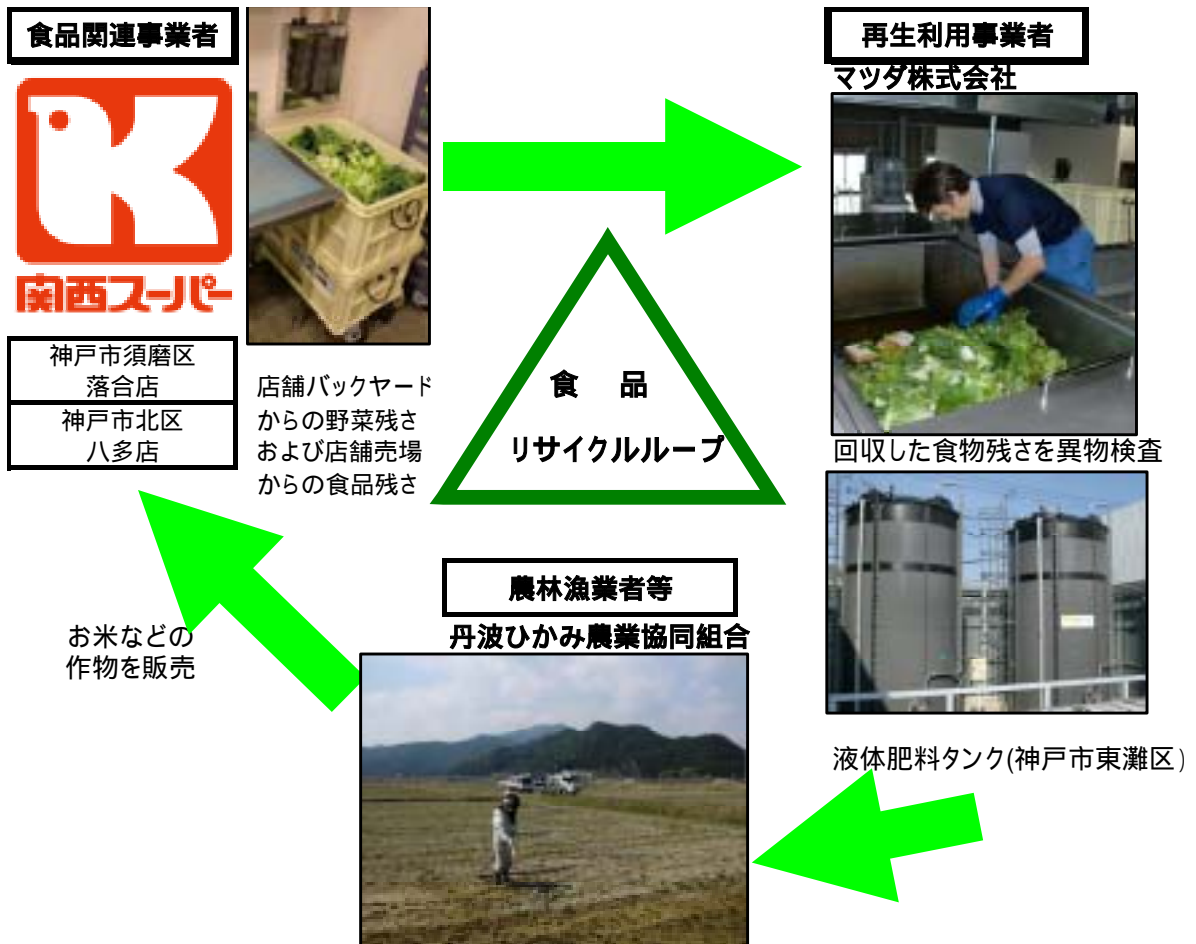 食品関連事業者
関西スーパー
神戸市須磨区
落合店
神戸市北区
八多店
店舗バックヤード
からの野菜残さ
および店舗売場
からの食品残さ
再生利用事業者
マツダ株式会社
回収した食物残さを異物検査
液体肥料タンク(神戸市東灘区)
食　品
リサイクルループ
農林漁業者等
丹波ひかみ農業協同組合
お米などの
作物を販売